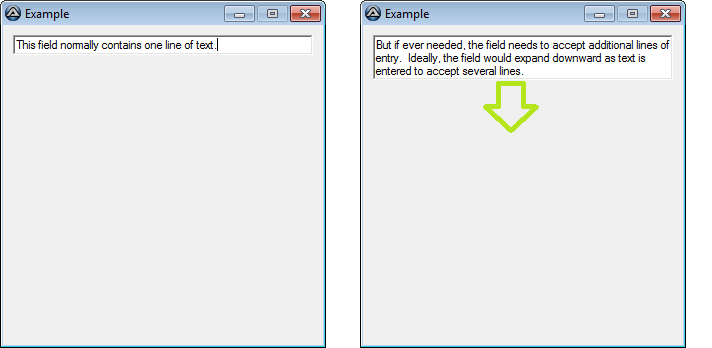 Example
This field normally contains one line of text.
Example
But if ever needed, the field needs to accept additional lines of
entry.  Ideally, the field would expand downward as text is
entered to accept several lines.